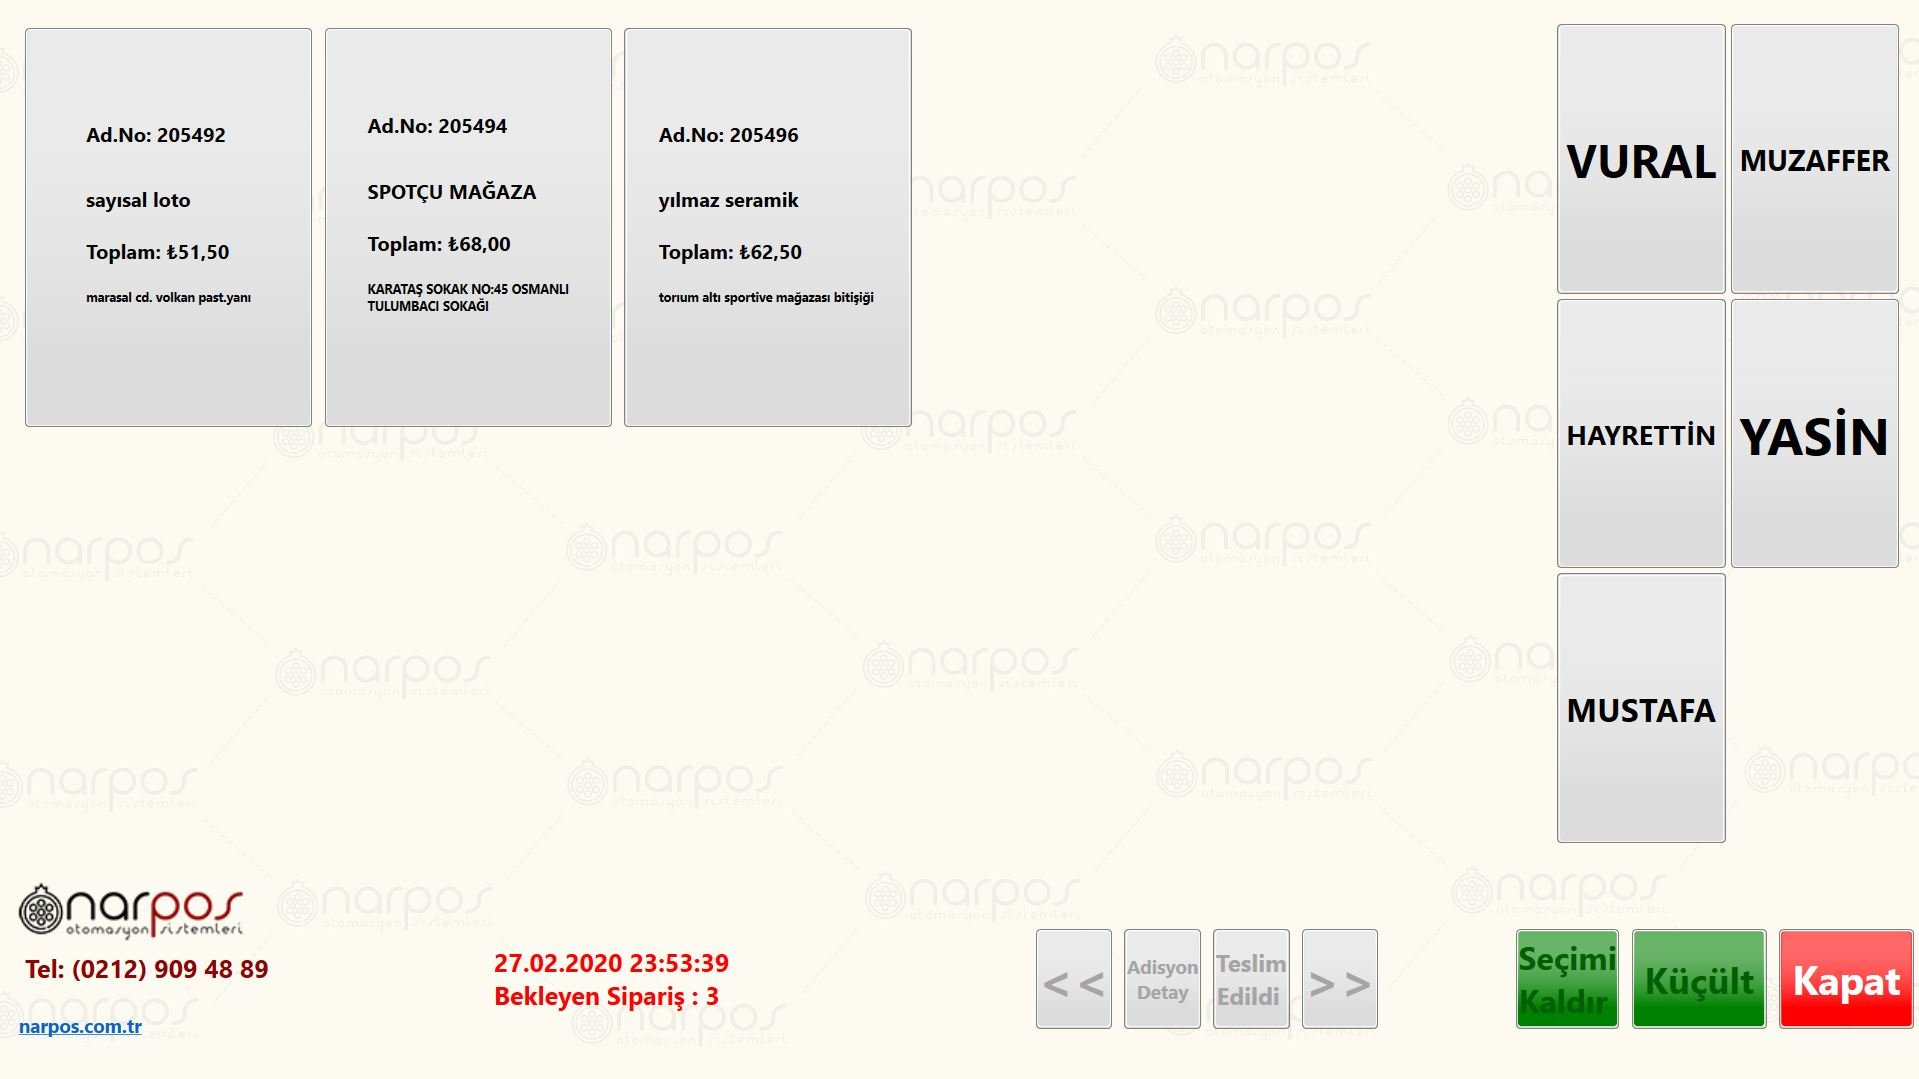 Ad.No: 205492
sayısal loto
Toplam: ₺51,50
marasal cd. volkan past.yanı
Ad.No: 205494
SPOTÇU MAĞAZA
Toplam: ₺68,00
KARATAŞ SOKAK NO:45 OSMANLI
TULUMBACI SOKAĞI
Ad.No: 205496
yılmaz seramik
Toplam: ₺62,50
torıum altı sportive mağazası bitişiği
VURAL
MUZAFFER
HAYRETTİN
YASİN
MUSTAFA
narpos
otomasyon sistemleri
Tel: (0212) 909 48 89
narpos.com.tr
27.02.2020 23:53:39
Bekleyen Sipariş : 3
<<
Adisyon
Detay
Teslim
Edildi
>>
Seçimi
Kaldır
Küçült
Kapat